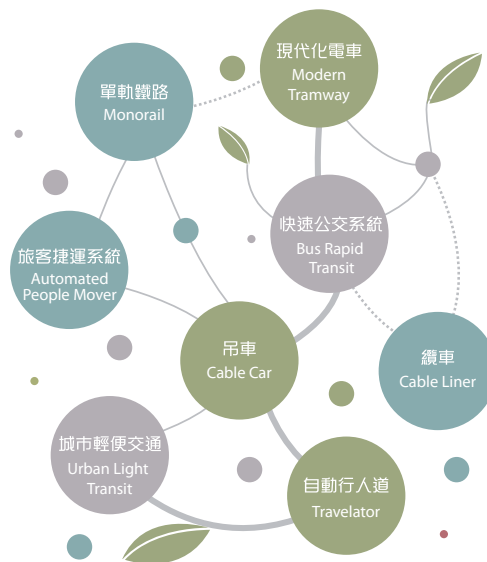 現代化電車
Modern
Tramway
單軌鐵路
Monorail
快速公交系統
Bus Rapid
Transit
旅客捷運系統
Automated
People Mover
吊車
Cable Car
纜車
Cable Liner
城市輕便交通
Urban Light
Transit
自動行人道
Travelator